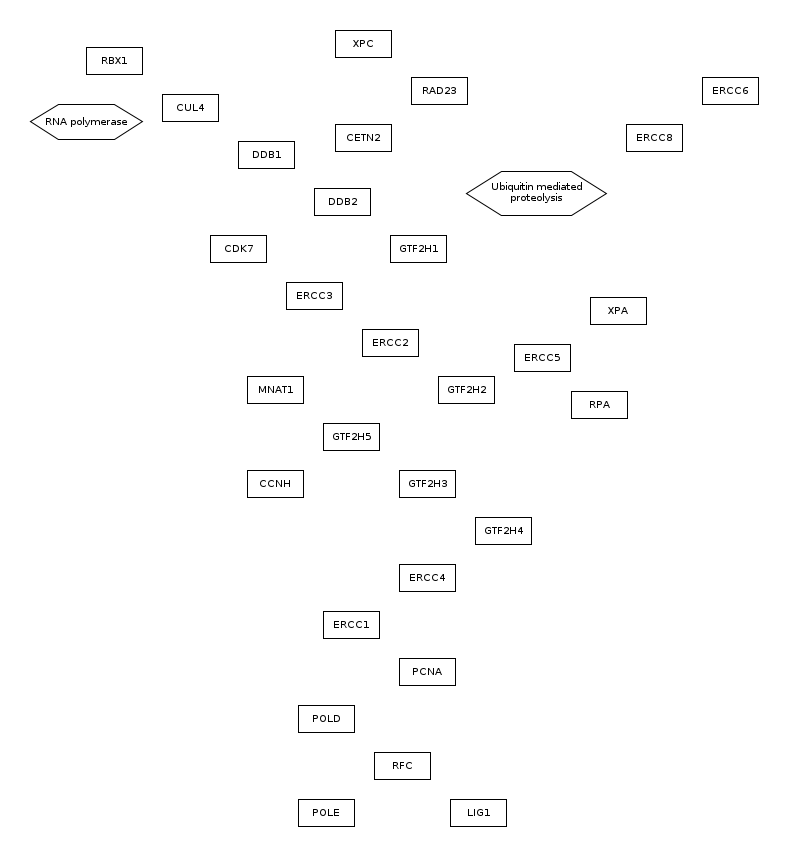 XPC
RBX1
RAD23
ERCC6
CUL4
RNA polymerase
CETN2
ERCC8
DDB1
Ubiquitin mediated
proteolysis
DDB2
CDK7
GTF2H1
ERCC3
XPA
ERCC2
ERCC5
MNAT1
GTF2H2
RPA
GTF2H5
CCNH
GTF2H3
GTF2H4
ERCC4
ERCC1
PCNA
POLD
RFC
POLE
LIG1